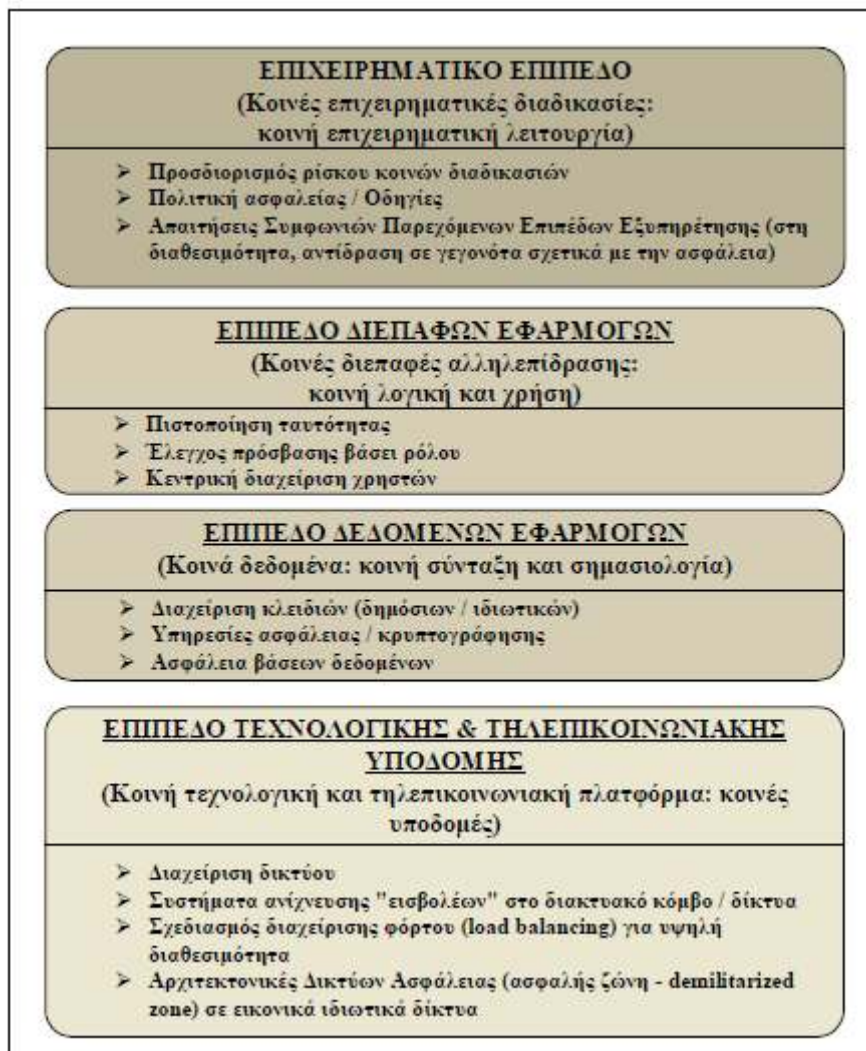 ΕΠΙΧΕΙΡΗΜΑΤΙΚΟ ΕΠΙΠΕΔΟ
(Κοινές επιχειρηματικές διαδικασίες:
κοινή επιχειρηματική λειτουργία)
➢ Προσδιορισμός ρίσκου κοινών διαδικασιών
➢ Πολιτική ασφαλείας / Οδηγίες
➢ Απαιτήσεις Συμφωνιών Παρεχόμενων Επιπέδων Εξυπηρέτησης (στη
διαθεσιμότητα, αντίδραση σε γεγονότα σχετικά με την ασφάλεια)
ΕΠΙΠΕΔΟ ΔΙΕΠΑΦΩΝ ΕΦΑΡΜΟΓΩΝ
(Κοινές διεπαφές αλληλεπίδρασης:
κοινή λογική και χρήση)
➢ Πιστοποίηση ταυτότητας
➢ Έλεγχος πρόσβασης βάσει ρόλου
➢ Κεντρική διαχείριση χρηστών
ΕΠΙΠΕΔΟ ΔΕΔΟΜΕΝΩΝ ΕΦΑΡΜΟΓΩΝ
(Κοινά δεδομένα: κοινή σύνταξη και σημασιολογία)
➢ Διαχείριση κλειδιών (δημόσιων / ιδιωτικών)
➢ Υπηρεσίες ασφάλειας / κρυπτογράφησης
➢ Ασφάλεια βάσεων δεδομένων
ΕΠΙΠΕΔΟ ΤΕΧΝΟΛΟΓΙΚΗΣ & ΤΗΛΕΠΙΚΟΙΝΩΝΙΑΚΗΣ
ΥΠΟΔΟΜΗΣ
(Κοινή τεχνολογική και τηλεπικοινωνιακή πλατφόρμα: κοινές
υποδομές)
➢ Διαχείριση δικτύου
➢ Συστήματα ανίχνευσης "εισβολέων" στο διακτυακό κόμβο / δίκτυα
➢ Σχεδιασμός διαχείρισης φόρτου (load balancing) για υψηλή
διαθεσιμότητα
➢ Αρχιτεκτονικές Δικτύων Ασφάλειας (ασφαλής ζώνη - demilitarized
zone) σε εικονικά ιδιωτικά δίκτυα